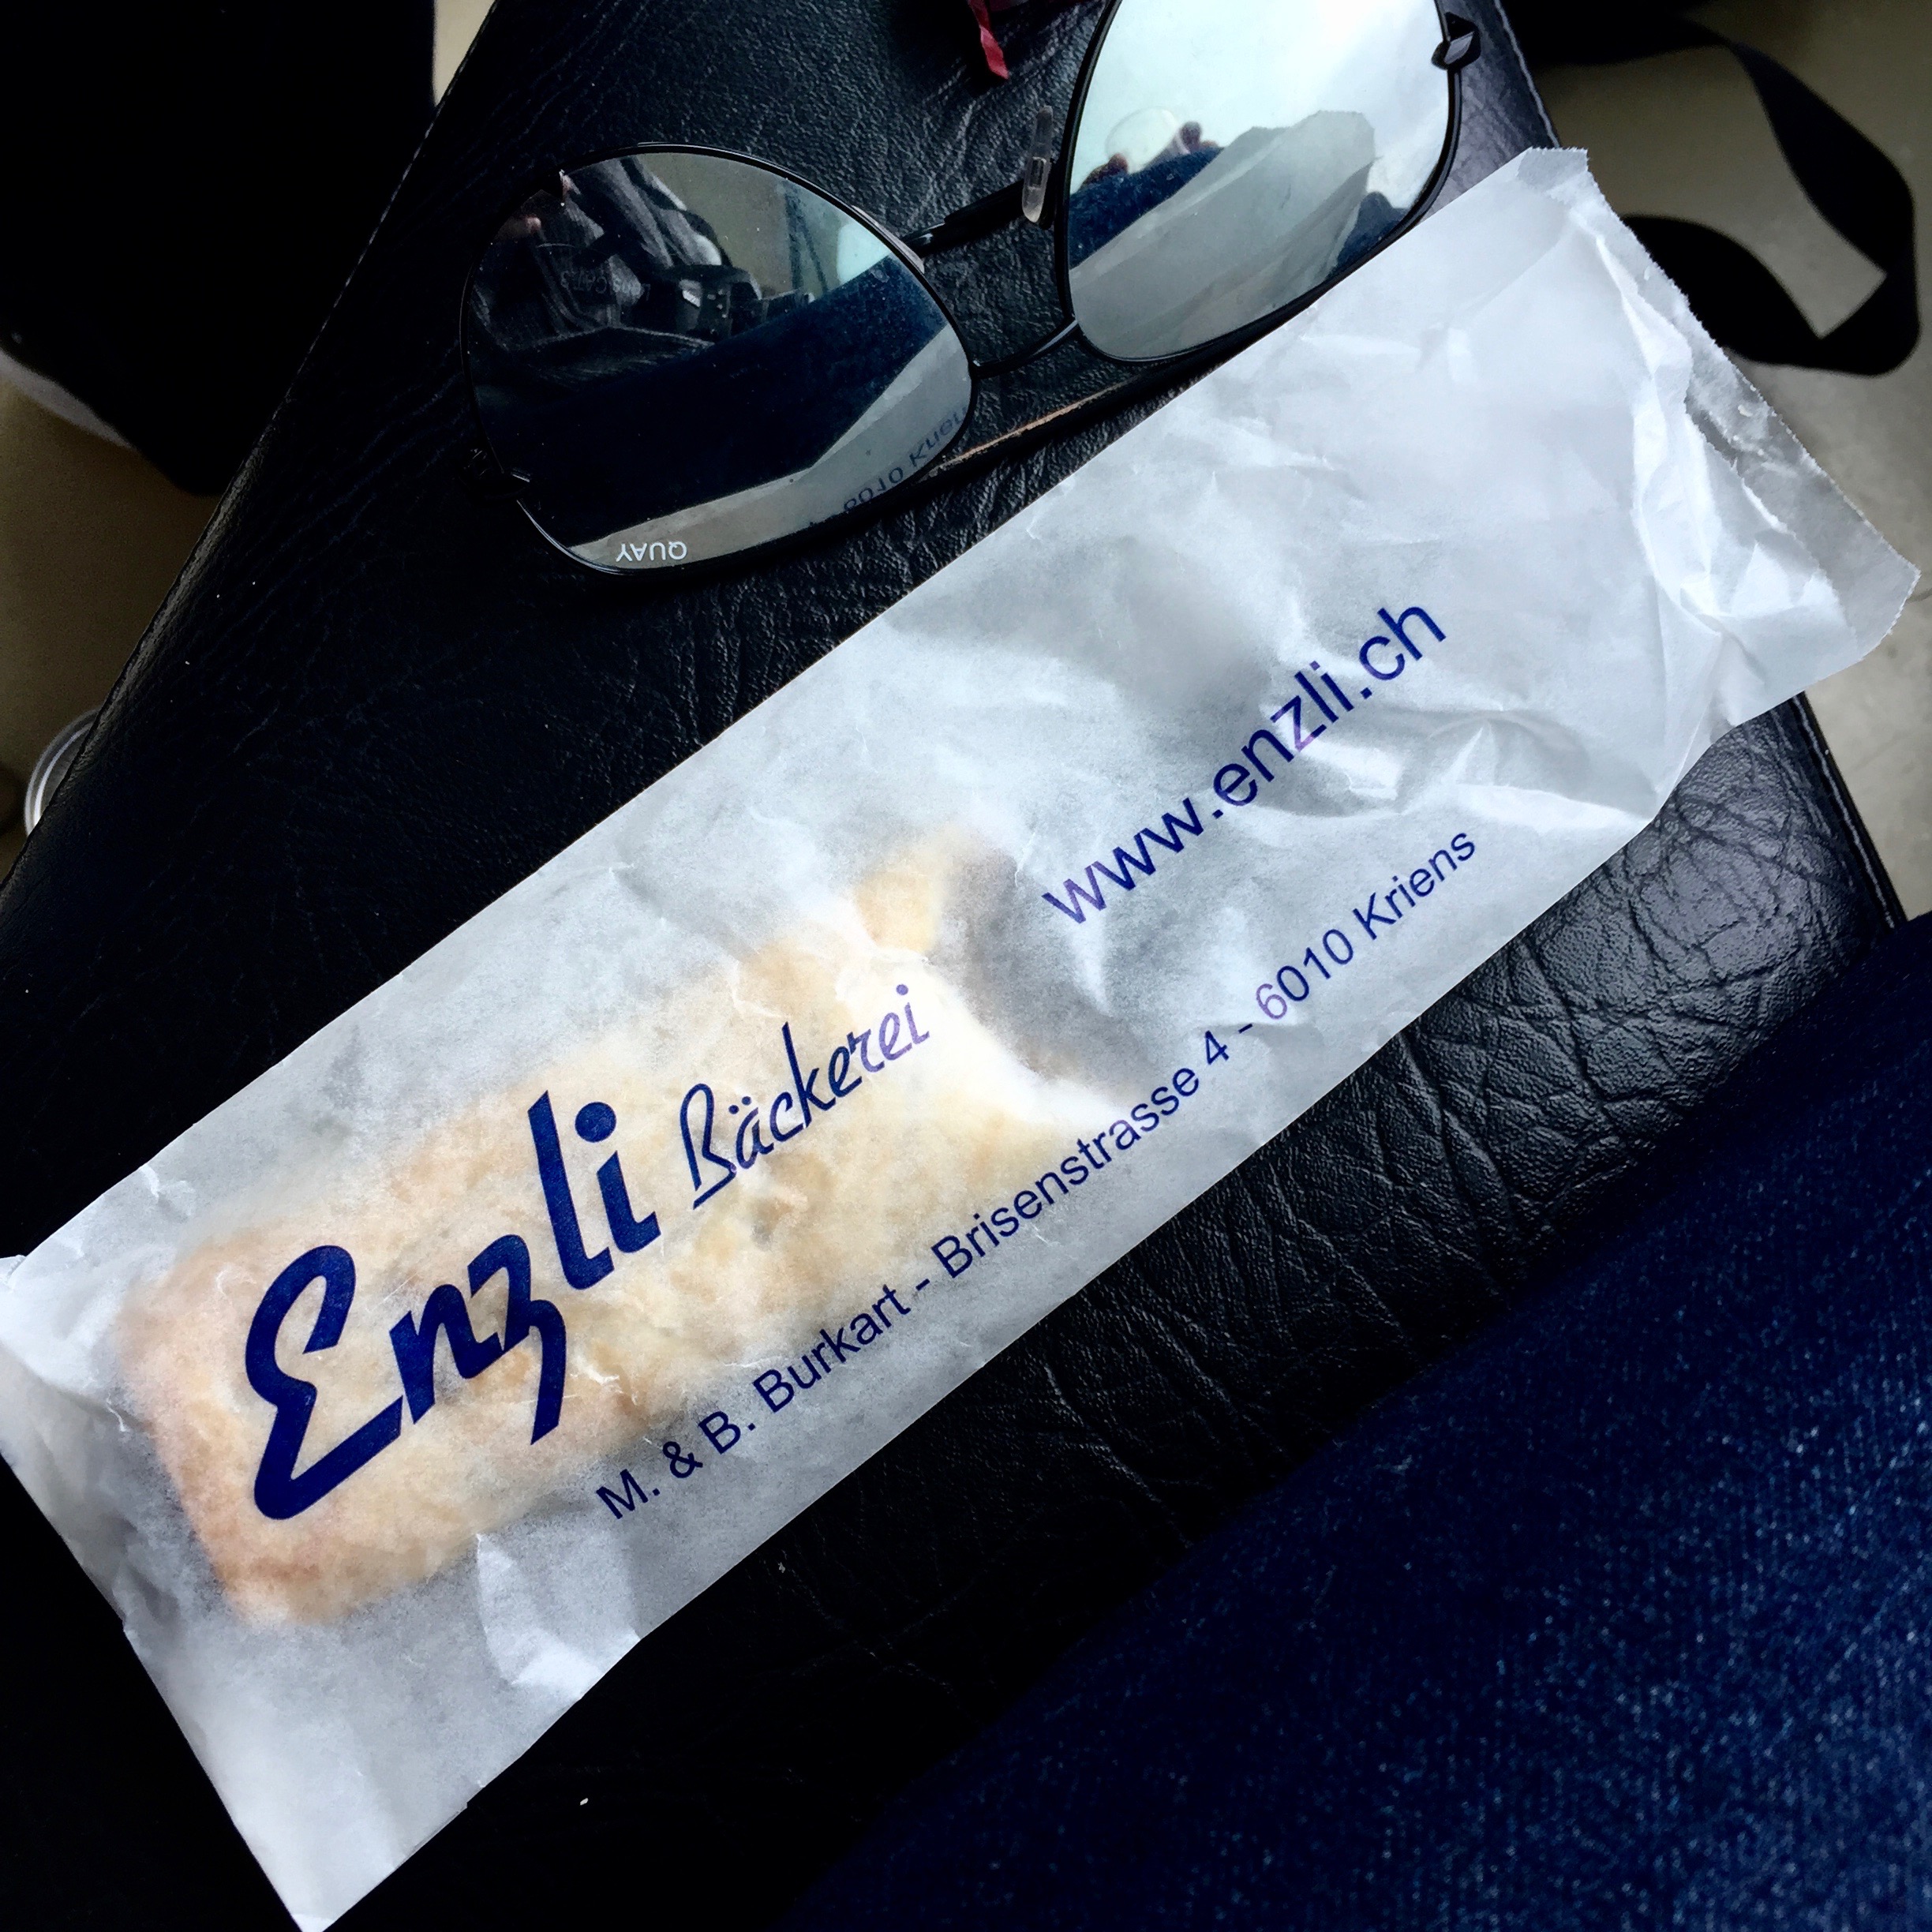 QUAY
Enzli Bäckerei
www.enzli.ch
M. & B. Burkart - Brisenstrasse 4 - 6010 Kriens